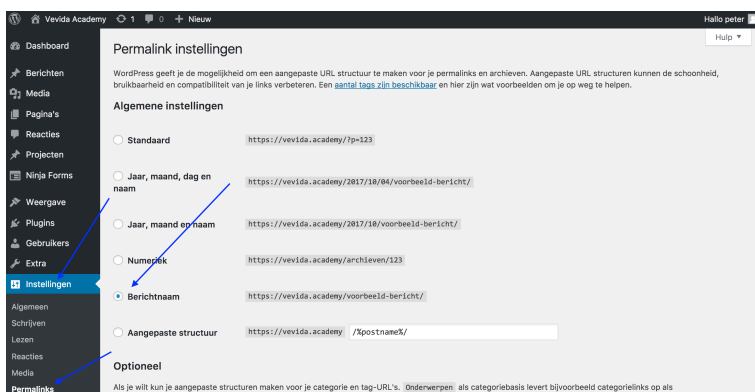 Vevida Academy 1 0 + Nieuw Hallo peter
Hulp ▼
Dashboard
Berichten
Media
Pagina's
Reacties
Projecten
Ninja Forms
Weergave
Plugins
Gebruikers
Extra
Instellingen
Algemeen
Schrijven
Lezen
Reacties
Media
Permalinks
Permalink instellingen
WordPress geeft je de mogelijkheid om een aangepaste URL structuur te maken voor je permalinks en archieven. Aangepaste URL structuren kunnen de schoonheid,
bruikbaarheid en compatibiliteit van je links verbeteren. Een aantal tags zijn beschikbaar en hier zijn wat voorbeelden om je op weg te helpen.
Algemene instellingen
Standaard https://vevida.academy/?p=123
Jaar, maand, dag en
naam https://vevida.academy/2017/10/04/voorbeeld-bericht/
Jaar, maand en naam https://vevida.academy/2017/10/voorbeeld-bericht/
Numeriek https://vevida.academy/archieven/123
Berichtnaam https://vevida.academy/voorbeeld-bericht/
Aangepaste structuur https://vevida.academy /%postname%/
Optioneel
Als je wilt kun je aangepaste structuren maken voor je categorie en tag-URL's. Onderwerpen als categoriebasis levert bijvoorbeeld categorielinks op als